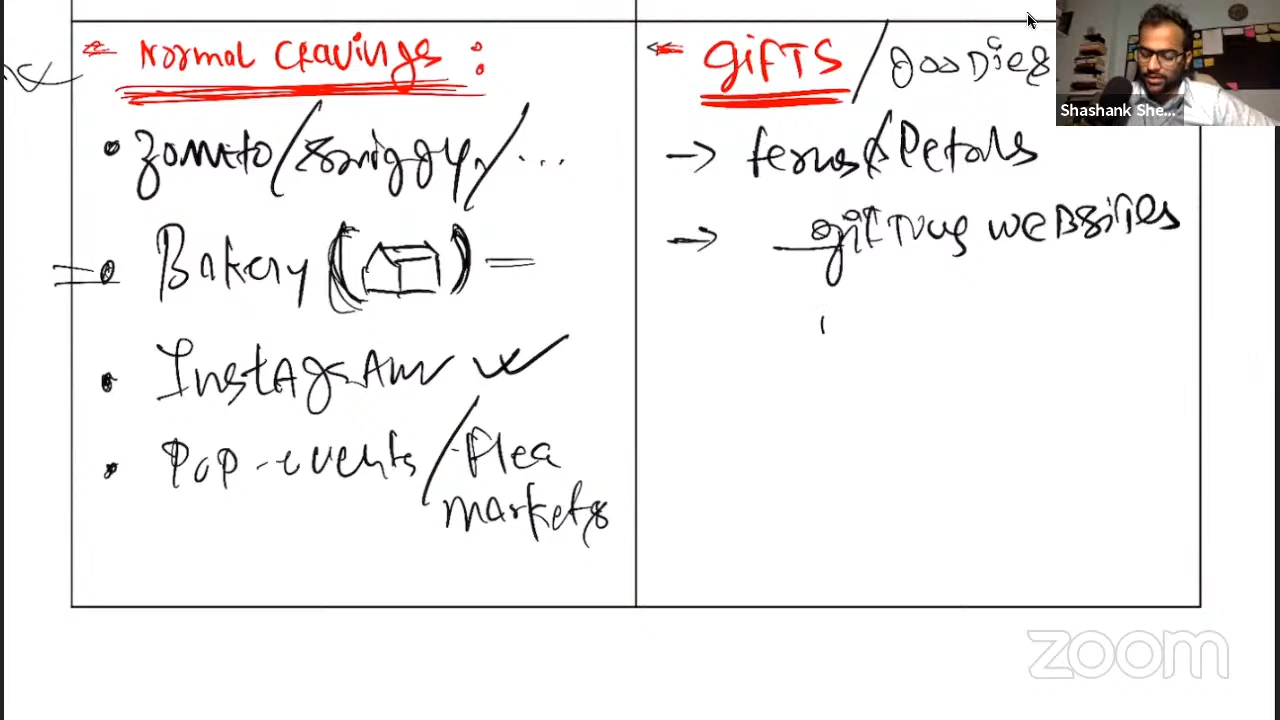 Normal Cravings :
• Zomato/Swiggy/...
• Bakery ( ) =
• Instagram ✓
• Pop-events/Flea
markets
GIFTS / Goodies
Shashank She...
→ ferns & Petals
→ gifting websites
zoom